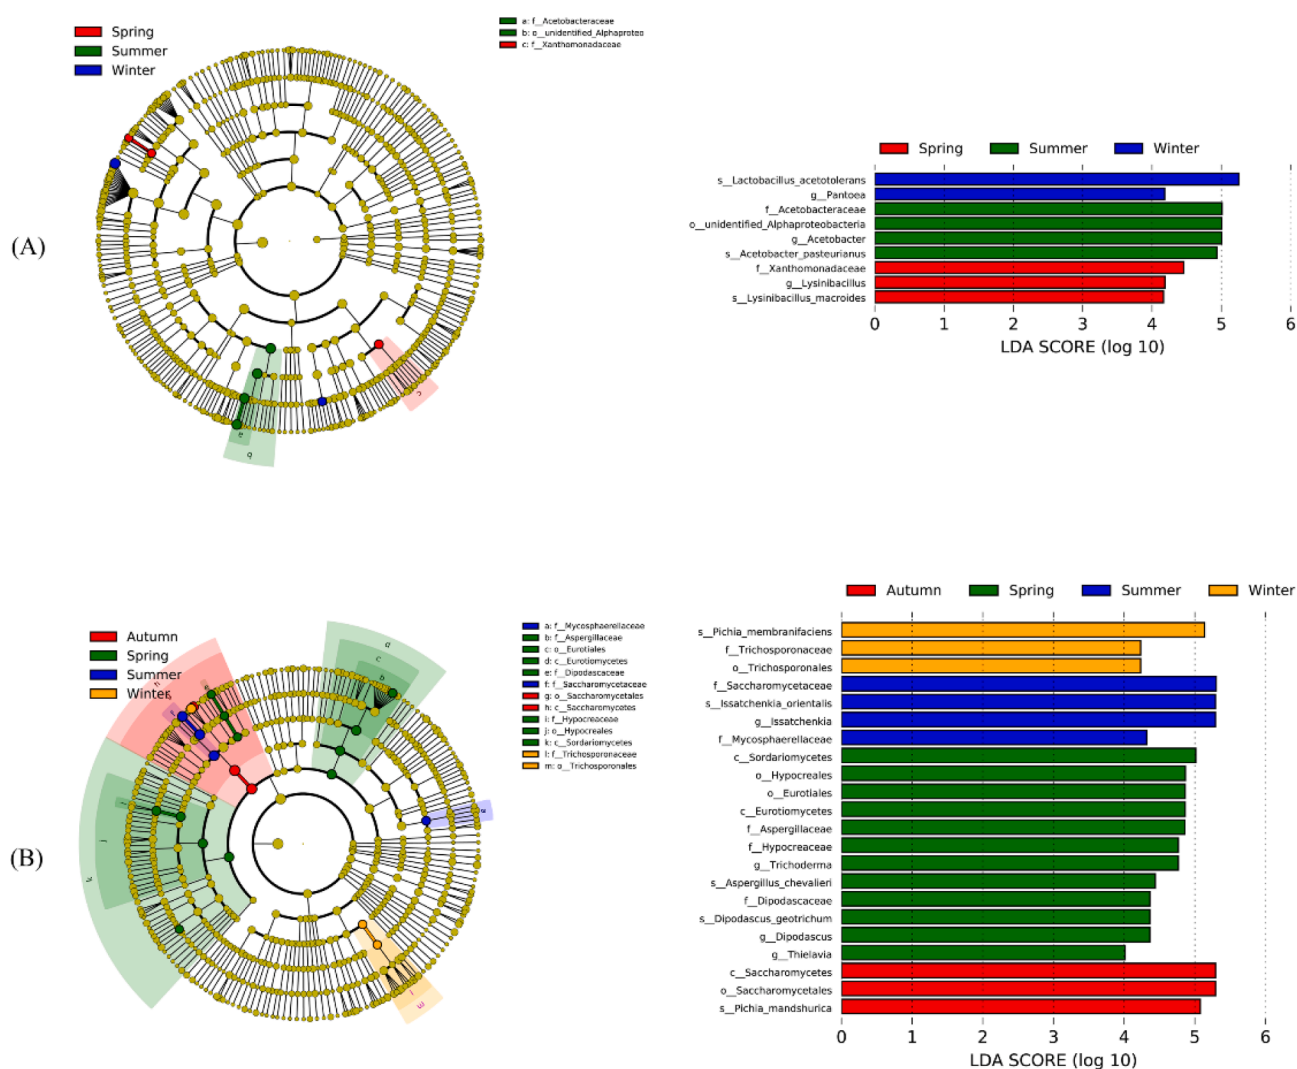 Spring
Summer
Winter
a: f__Acetobacteraceae
b: o__unidentified_Alphaproteo
c: f__Xanthomonadaceae
(A)
c
e
b
Spring Summer Winter
s__Lactobacillus_acetotolerans
g__Pantoea
f__Acetobacteraceae
o__unidentified_Alphaproteobacteria
g__Acetobacter
s__Acetobacter_pasteurianus
f__Xanthomonadaceae
g__Lysinibacillus
s__Lysinibacillus_macroides
0 1 2 3 4 5 6
LDA SCORE (log 10)
Autumn
Spring
Summer
Winter
a: f__Mycosphaerellaceae
b: f__Aspergillaceae
c: o__Eurotiales
d: c__Eurotiomycetes
e: f__Dipodascaceae
f: f__Saccharomycetaceae
g: o__Saccharomycetales
h: c__Saccharomycetes
i: f__Hypocreaceae
j: o__Hypocreales
k: c__Sordariomycetes
l: f__Trichosporonaceae
m: o__Trichosporonales
(B)
d
c
b
a
j
k
l
m
Autumn Spring Summer Winter
s__Pichia_membranifaciens
f__Trichosporonaceae
o__Trichosporonales
f__Saccharomycetaceae
s__Issatchenkia_orientalis
g__Issatchenkia
f__Mycosphaerellaceae
c__Sordariomycetes
o__Hypocreales
o__Eurotiales
c__Eurotiomycetes
f__Aspergillaceae
f__Hypocreaceae
g__Trichoderma
s__Aspergillus_chevalieri
f__Dipodascaceae
s__Dipodascus_geotrichum
g__Dipodascus
g__Thielavia
c__Saccharomycetes
o__Saccharomycetales
s__Pichia_mandshurica
0 1 2 3 4 5 6
LDA SCORE (log 10)